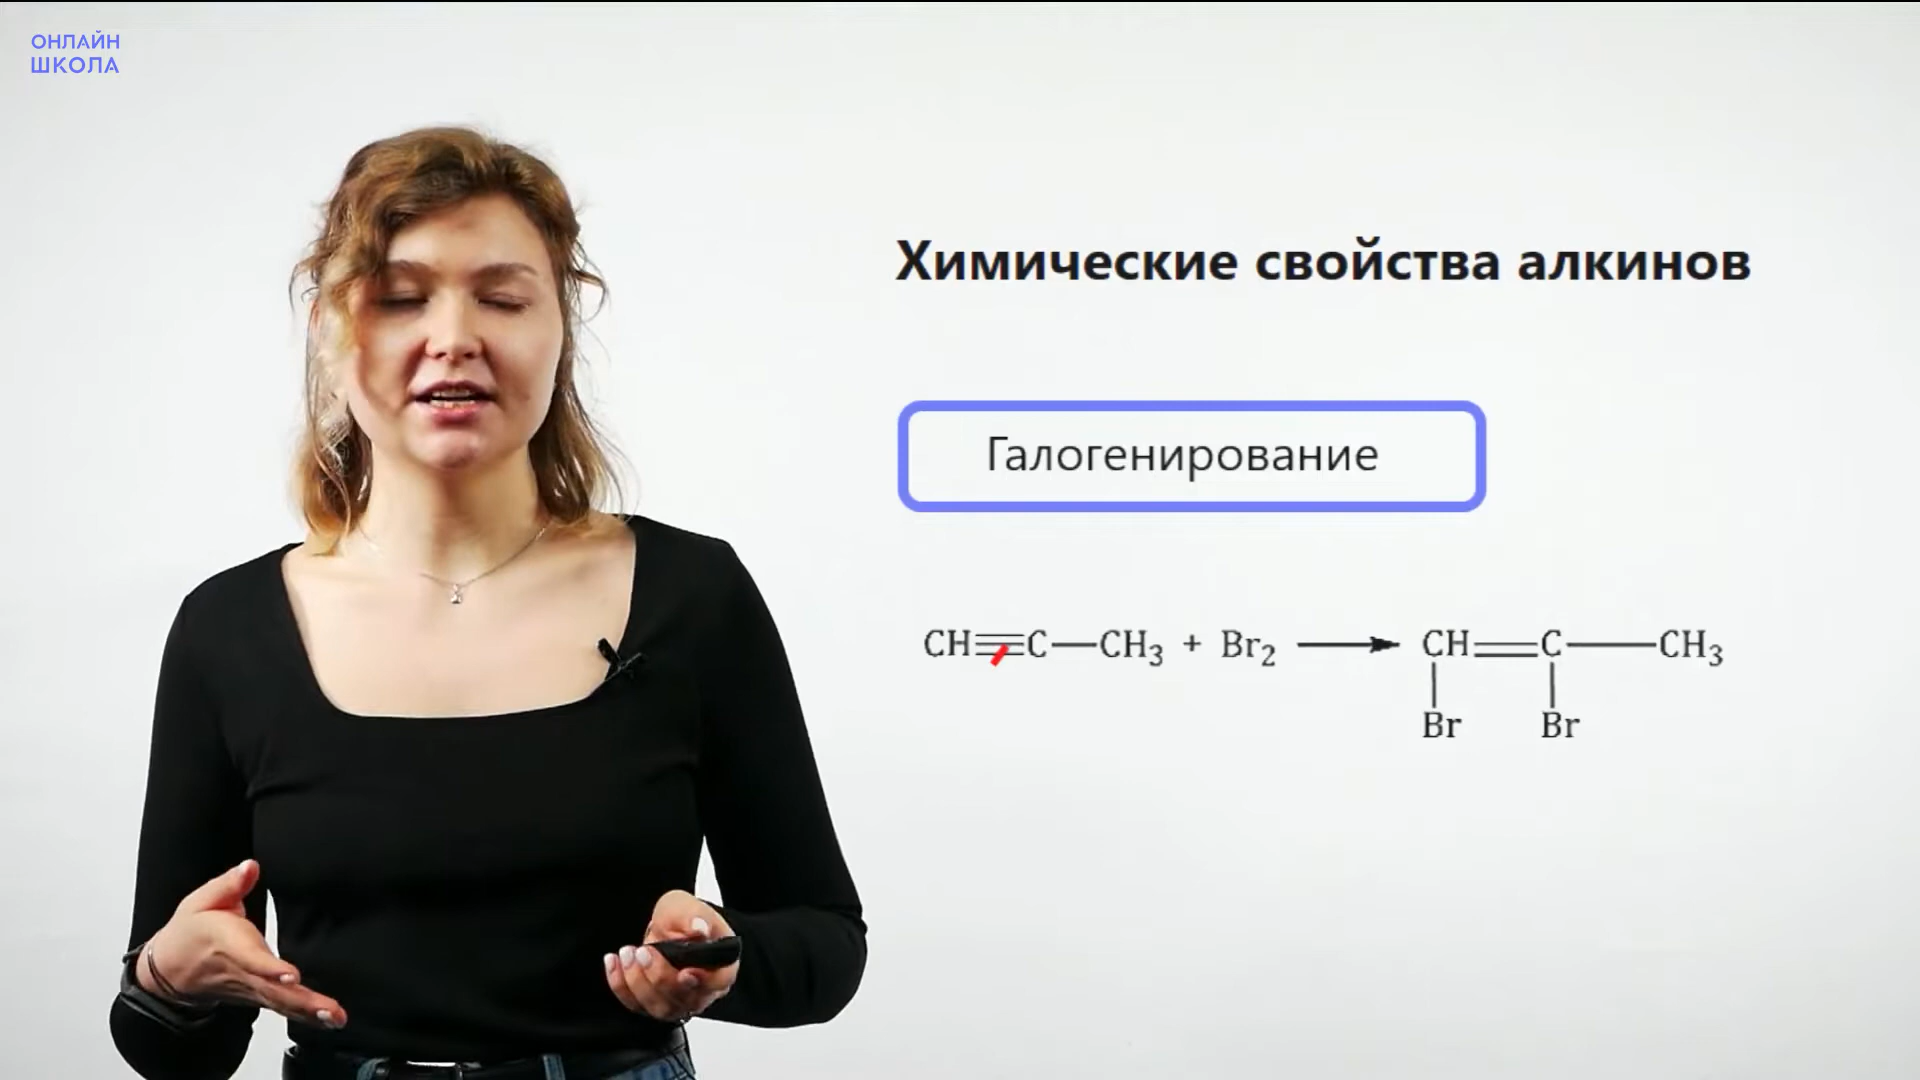 ОНЛАЙН
ШКОЛА
Химические свойства алкинов
Галогенирование
CH≡C—CH₃ + Br₂ → CH=C—CH₃
Br Br